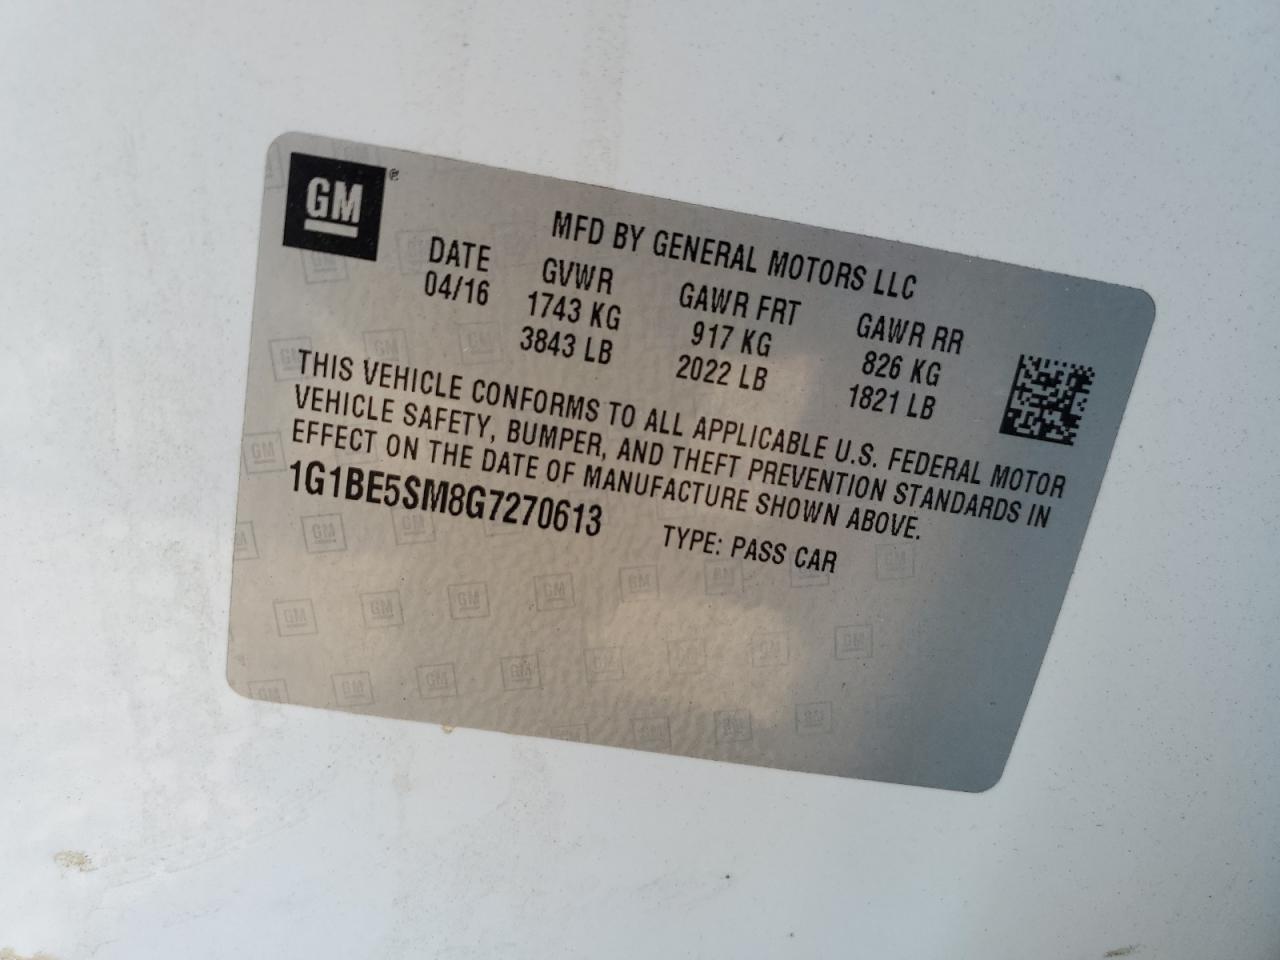 GM ®
MFD BY GENERAL MOTORS LLC
DATE GVWR GAWR FRT GAWR RR
04/16 1743 KG 917 KG 826 KG
3843 LB 2022 LB 1821 LB
THIS VEHICLE CONFORMS TO ALL APPLICABLE U.S. FEDERAL MOTOR
VEHICLE SAFETY, BUMPER, AND THEFT PREVENTION STANDARDS IN
EFFECT ON THE DATE OF MANUFACTURE SHOWN ABOVE.
1G1BE5SM8G7270613 TYPE: PASS CAR